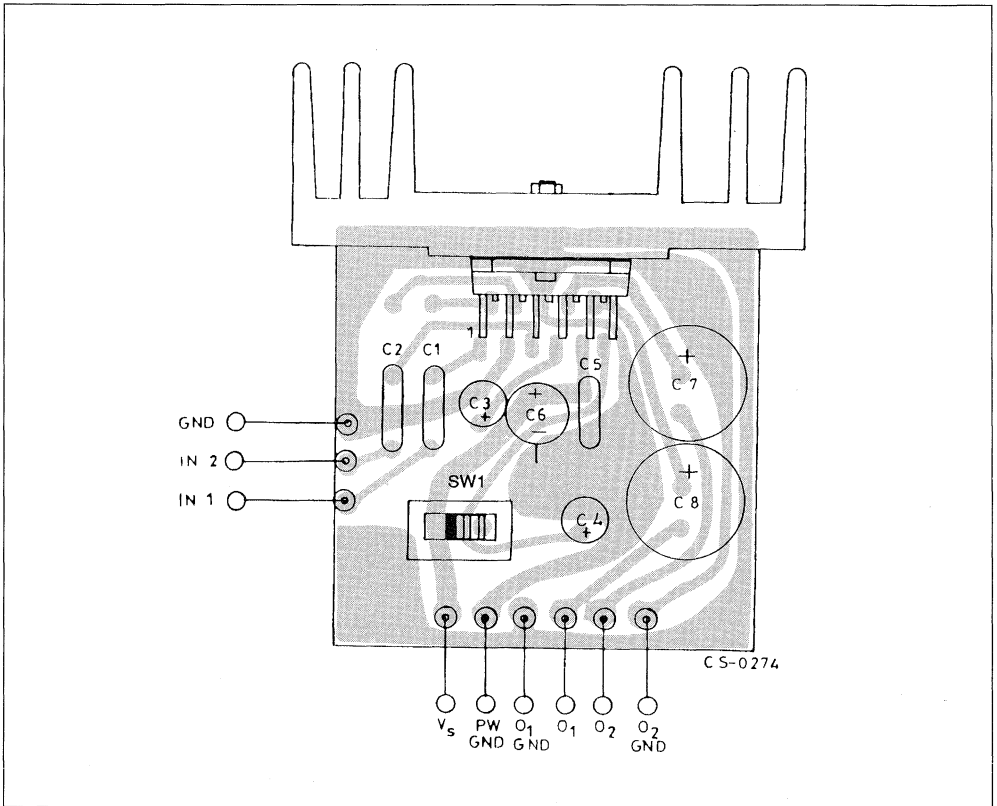 1
C2 C1 C5
C3
+
+
C6
−
+
C7
GND
IN 2
IN 1
SW1
C4
+
+
C8
CS-0274
Vs PW GND O1 GND O1 O2 O2 GND